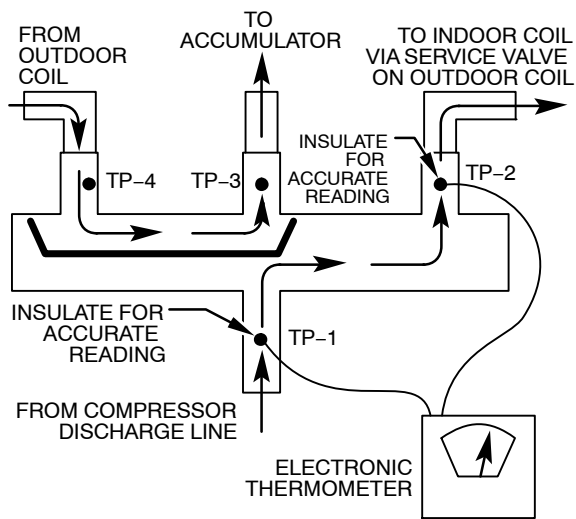 FROM
OUTDOOR
COIL
TO
ACCUMULATOR
TO INDOOR COIL
VIA SERVICE VALVE
ON OUTDOOR COIL
INSULATE
FOR
ACCURATE
READING
TP−4
TP−3
TP−2
INSULATE FOR
ACCURATE
READING
TP−1
FROM COMPRESSOR
DISCHARGE LINE
ELECTRONIC
THERMOMETER